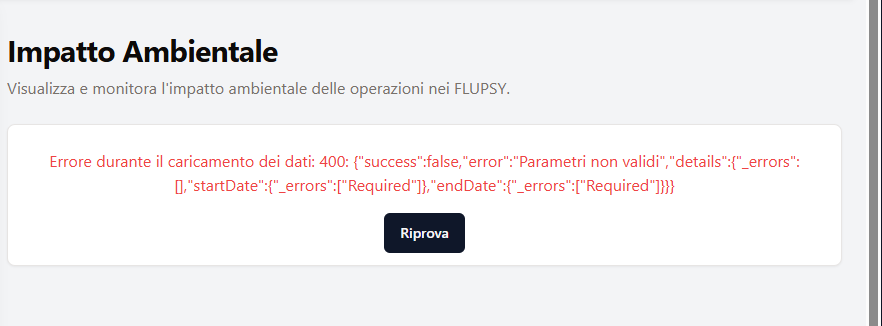 Impatto Ambientale
Visualizza e monitora l'impatto ambientale delle operazioni nei FLUPSY.
Errore durante il caricamento dei dati: 400: {"success":false,"error":"Parametri non validi","details":{"_errors":
[],"startDate":{"_errors":["Required"]},"endDate":{"_errors":["Required"]}}}
Riprova